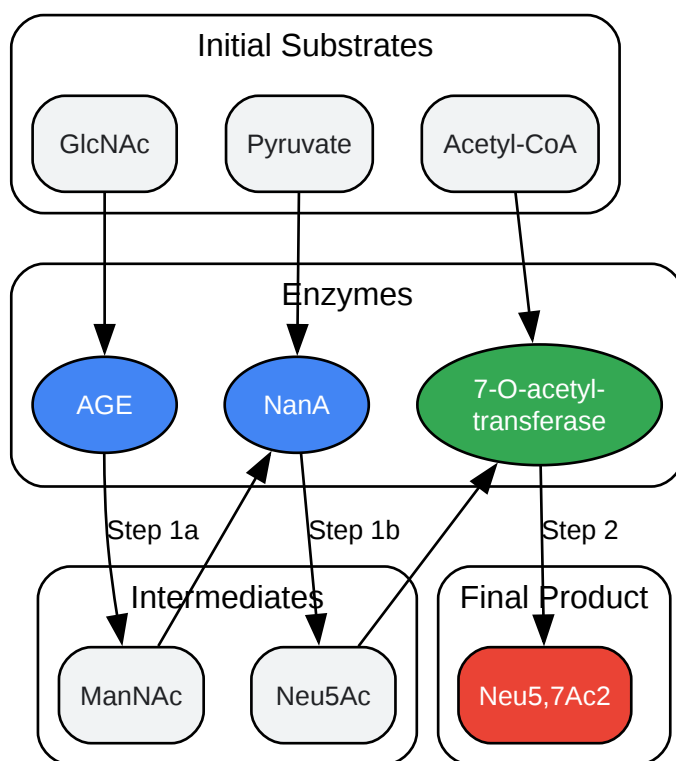 Initial Substrates
GlcNAc
Pyruvate
Acetyl-CoA
Enzymes
AGE
NanA
7-O-acetyl-
transferase
Step 1a
Step 1b
Step 2
Intermediates
Final Product
ManNAc
Neu5Ac
Neu5,7Ac2